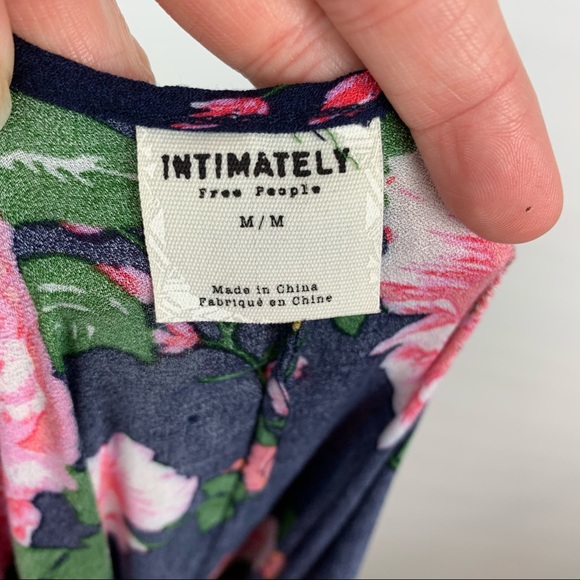 INTIMATELY
Free People
M/M
Made in China
Fabriqué en Chine